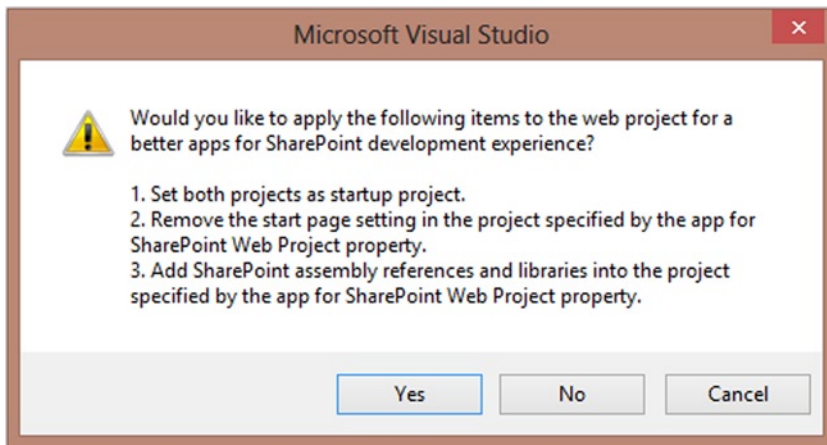 Microsoft Visual Studio
Would you like to apply the following items to the web project for a
better apps for SharePoint development experience?
1. Set both projects as startup project.
2. Remove the start page setting in the project specified by the app for
SharePoint Web Project property.
3. Add SharePoint assembly references and libraries into the project
specified by the app for SharePoint Web Project property.
Yes
No
Cancel